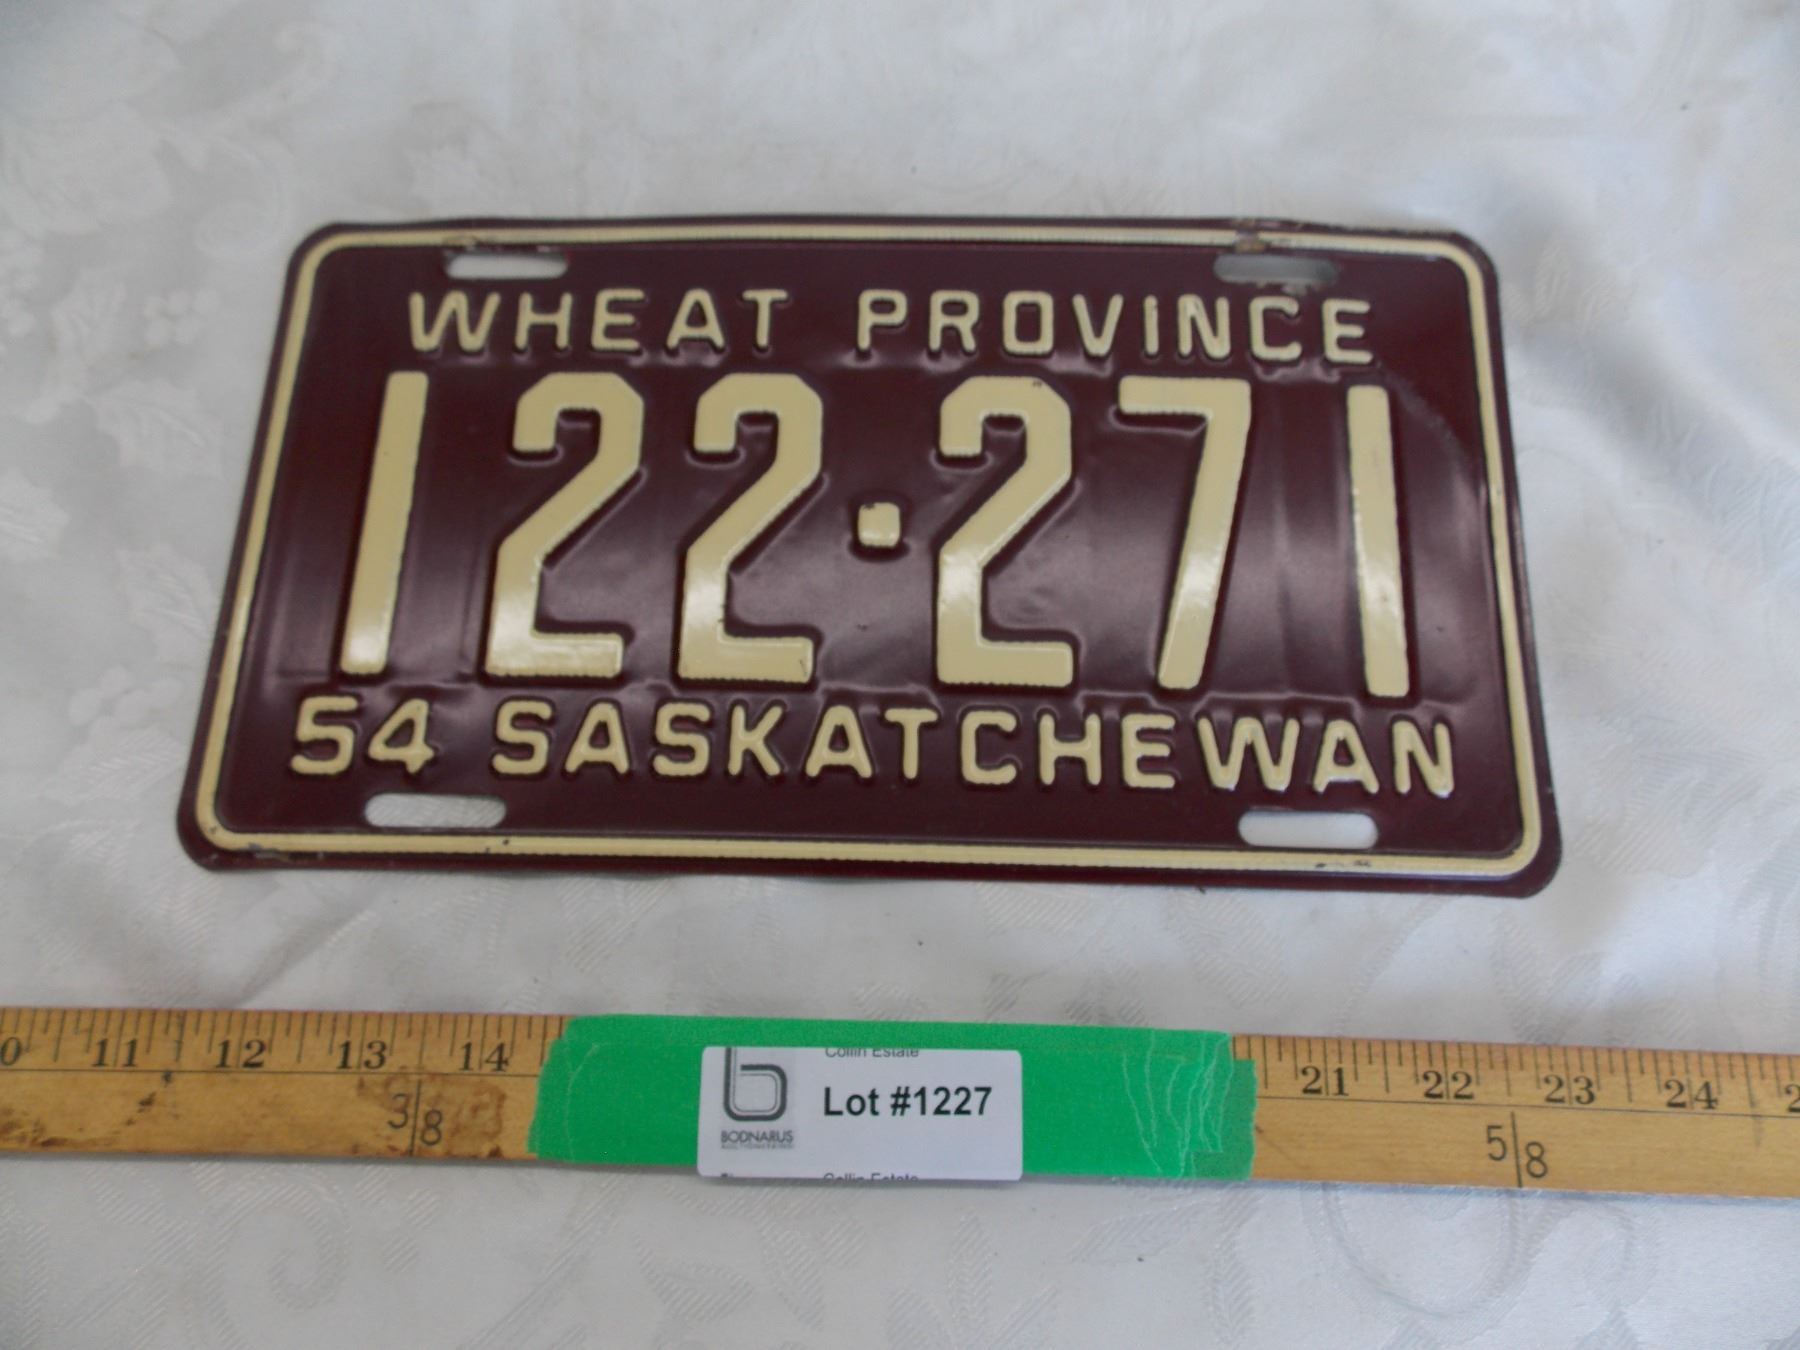 WHEAT PROVINCE
122·271
54 SASKATCHEWAN
11 12 13 14 21 22 23 24
3/8 5/8
Collin Estate
Lot #1227
BODNARUS
AUCTIONEERING
Collin Estate